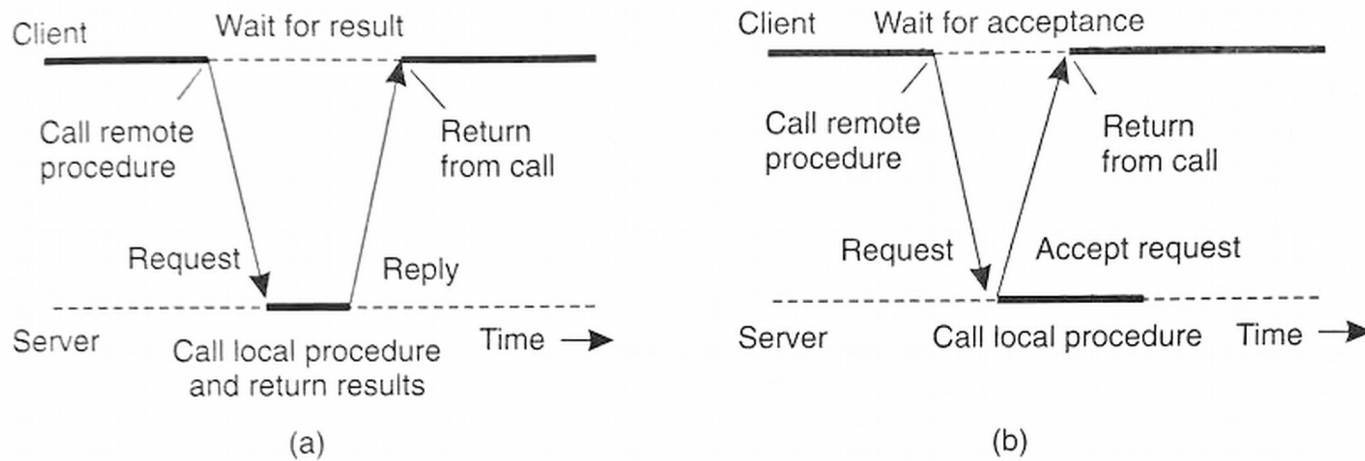 Client
Wait for result
Call remote
procedure
Return
from call
Request
Reply
Server
Call local procedure
and return results
Time
(a)
Client
Wait for acceptance
Call remote
procedure
Return
from call
Request
Accept request
Server
Call local procedure
Time
(b)